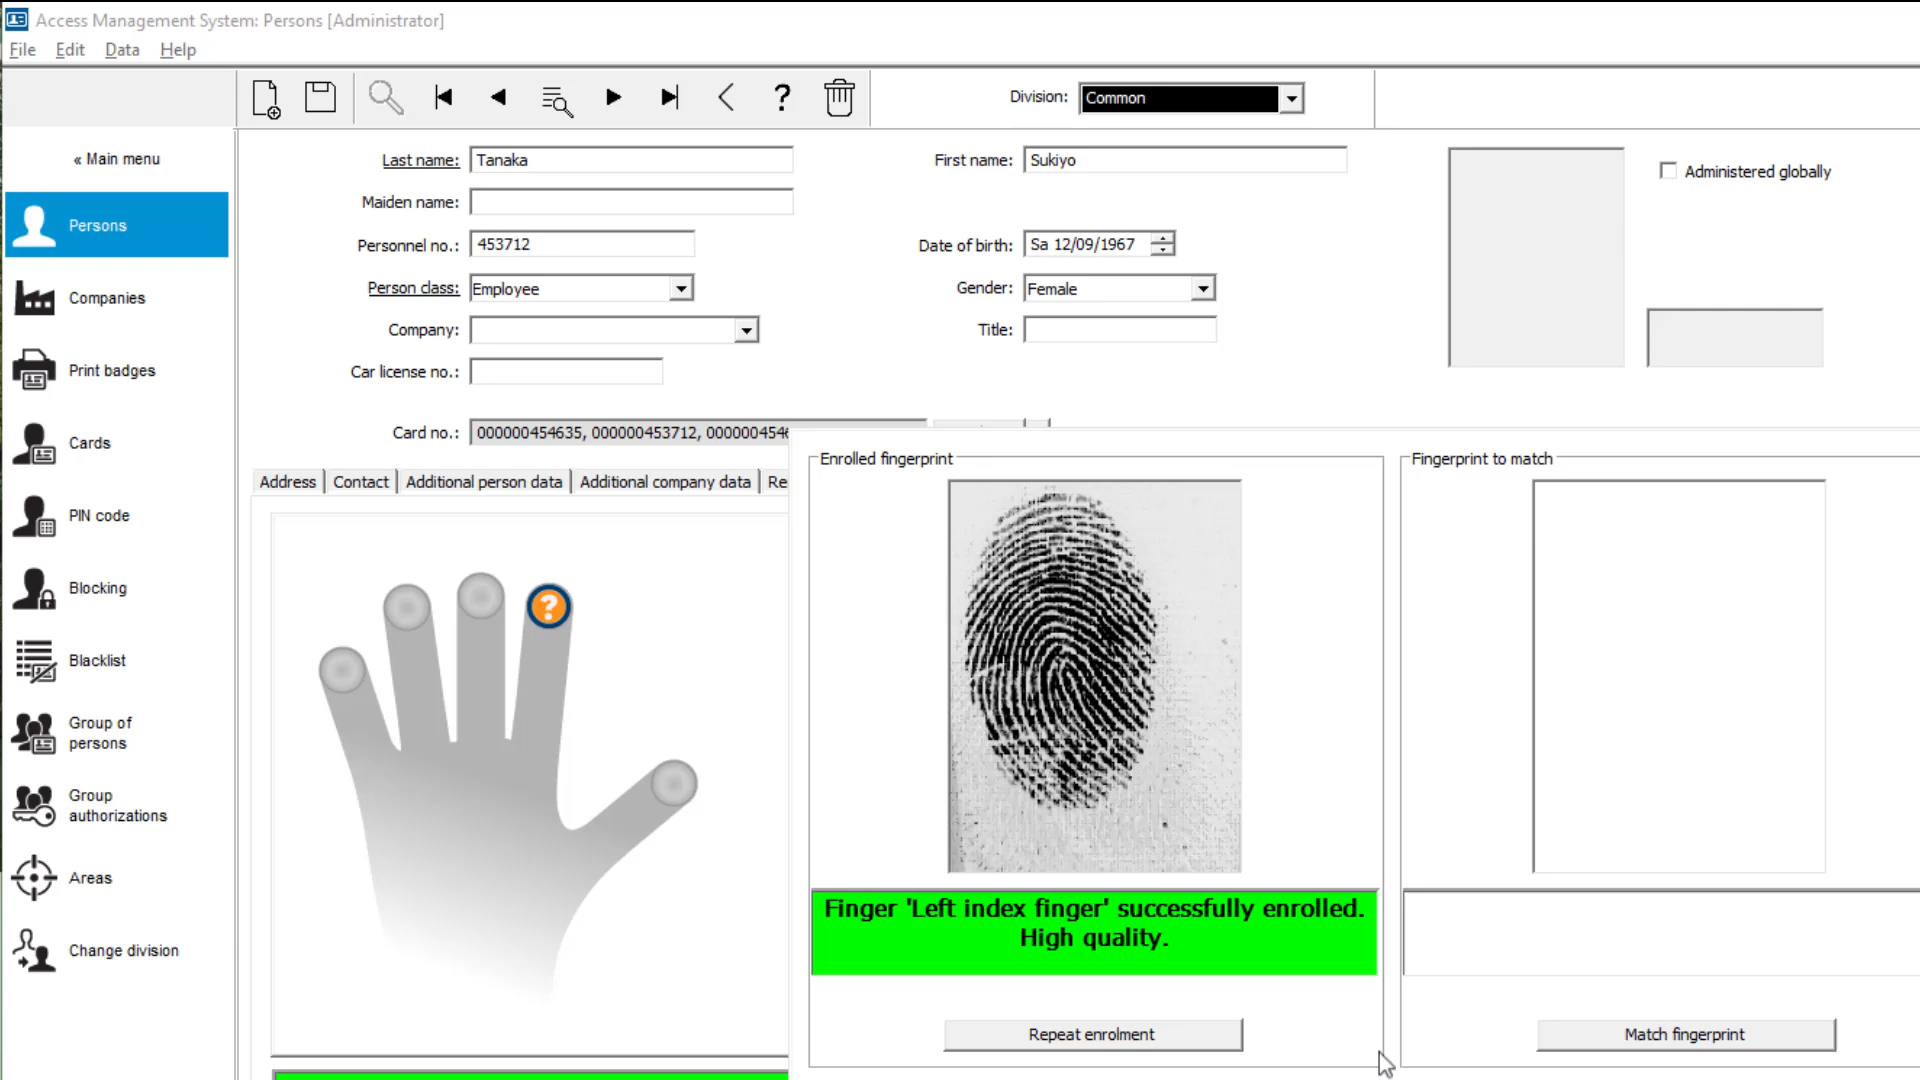 Access Management System: Persons [Administrator]
File Edit Data Help
Division: Common
« Main menu
Persons
Companies
Print badges
Cards
PIN code
Blocking
Blacklist
Group of
persons
Group
authorizations
Areas
Change division
Last name: Tanaka
First name: Sukiyo
Administered globally
Maiden name:
Personnel no.: 453712
Date of birth: Sa 12/09/1967
Person class: Employee
Gender: Female
Company:
Title:
Car license no.:
Card no.: 000000454635, 000000453712, 0000004546
Address Contact Additional person data Additional company data Re
Enrolled fingerprint
Fingerprint to match
?
Finger 'Left index finger' successfully enrolled.
High quality.
Repeat enrolment
Match fingerprint